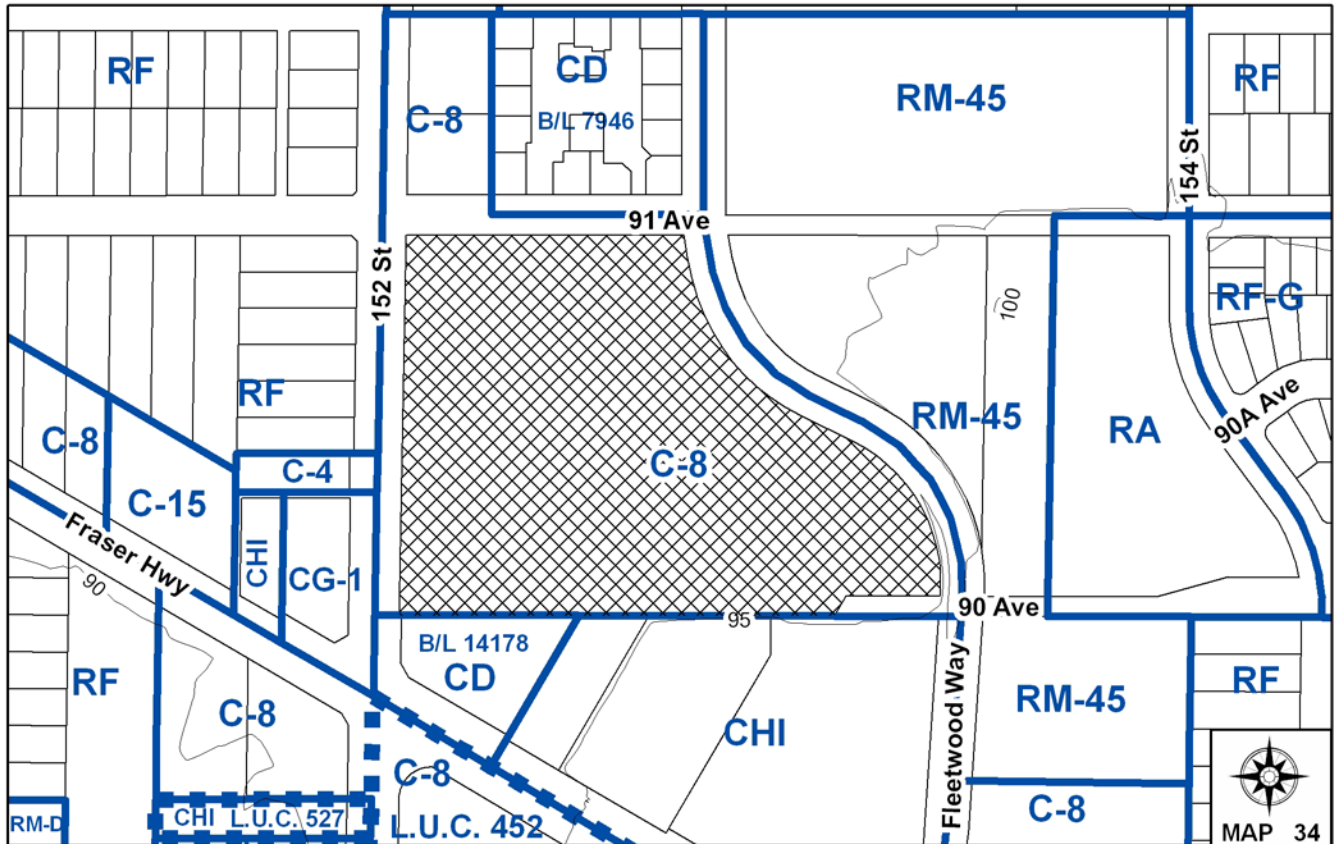 RF
C-8
CD
B/L 7946
RM-45
RF
154 St
91 Ave
152 St
RF-G
100
RF
RM-45
RA
90A Ave
C-8
C-8
C-4
C-15
CHI
CG-1
Fraser Hwy
90
90 Ave
95
B/L 14178
CD
RF
C-8
Fleetwood Way
RM-45
RF
CHI
C-8
C-8
RM-D
CHI L.U.C. 527
L.U.C. 452
MAP 34